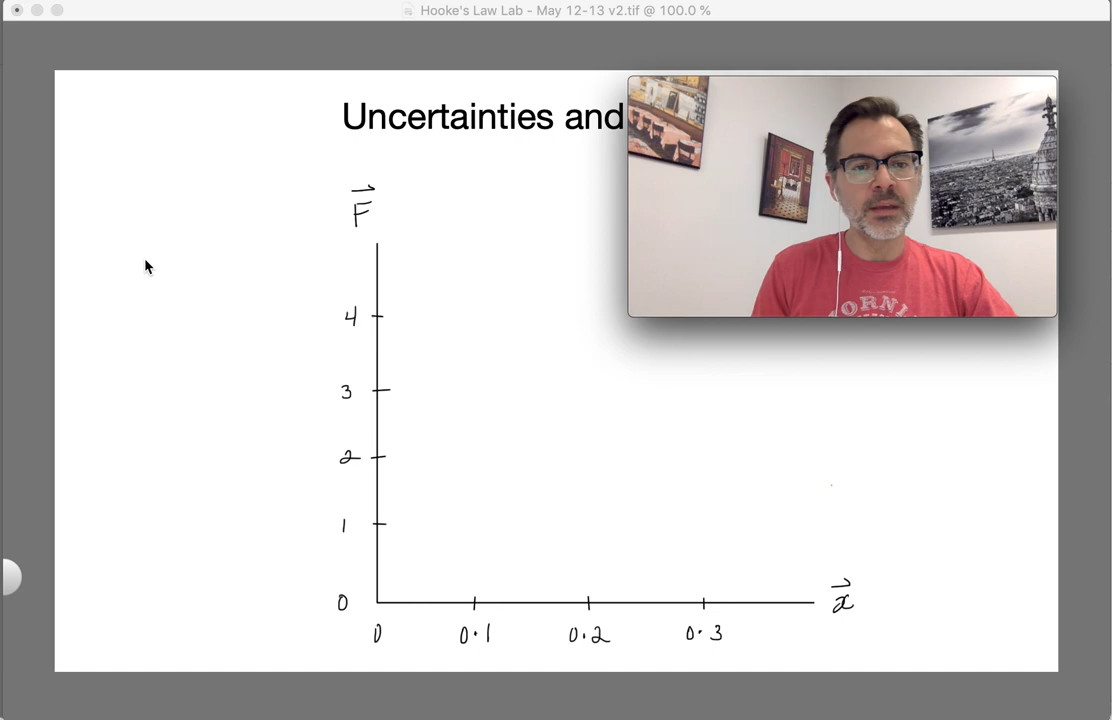 Hooke's Law Lab - May 12-13 v2.tif @ 100.0 %
Uncertainties and
F
4
3
2
1
0
x
0 0.1 0.2 0.3
ORNI